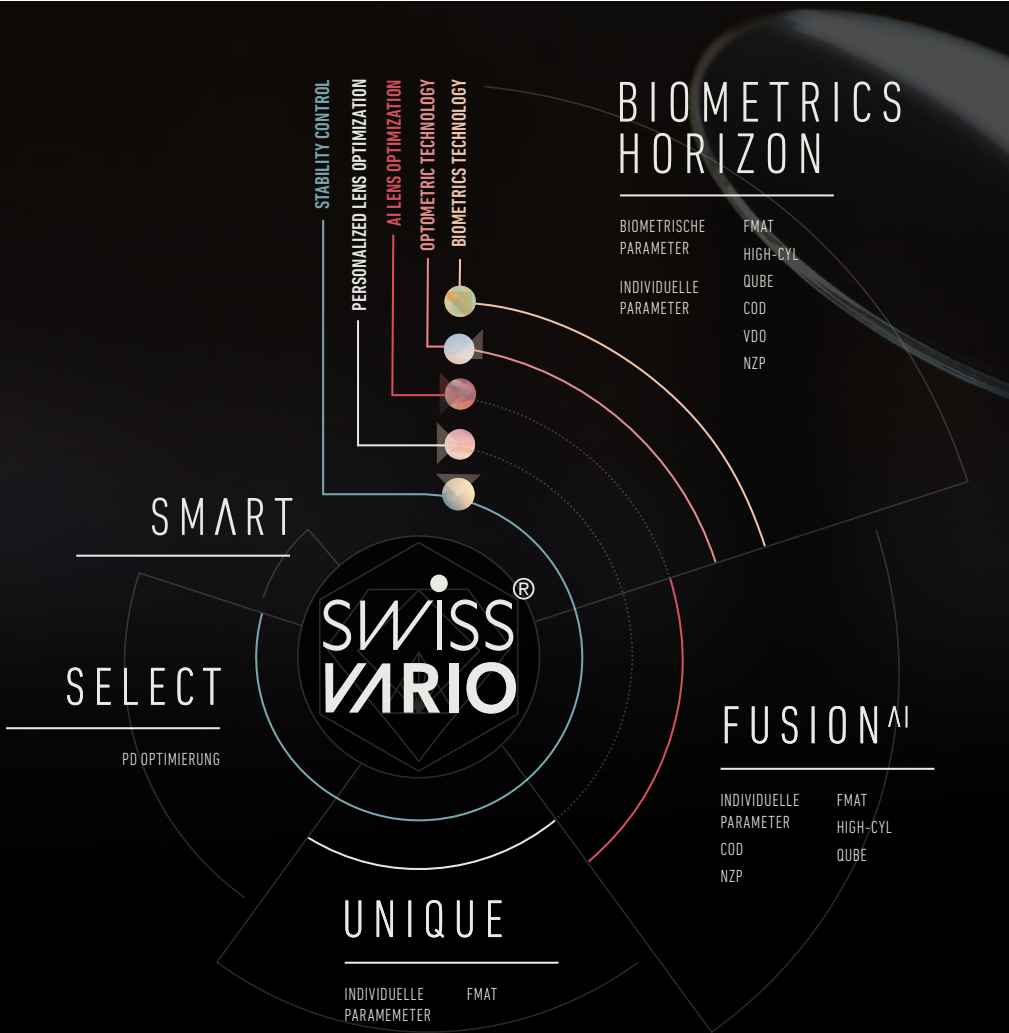 STABILITY CONTROL
PERSONALIZED LENS OPTIMIZATION
AI LENS OPTIMIZATION
OPTOMETRIC TECHNOLOGY
BIOMETRICS TECHNOLOGY
BIOMETRICS
HORIZON
BIOMETRISCHE
PARAMETER
INDIVIDUELLE
PARAMETER
FMAT
HIGH-CYL
QUBE
COD
VDO
NZP
SMART
SWiSS®
VARIO
SELECT
PD OPTIMIERUNG
FUSION AI
INDIVIDUELLE
PARAMETER
COD
NZP
FMAT
HIGH-CYL
QUBE
UNIQUE
INDIVIDUELLE
PARAMEMETER
FMAT